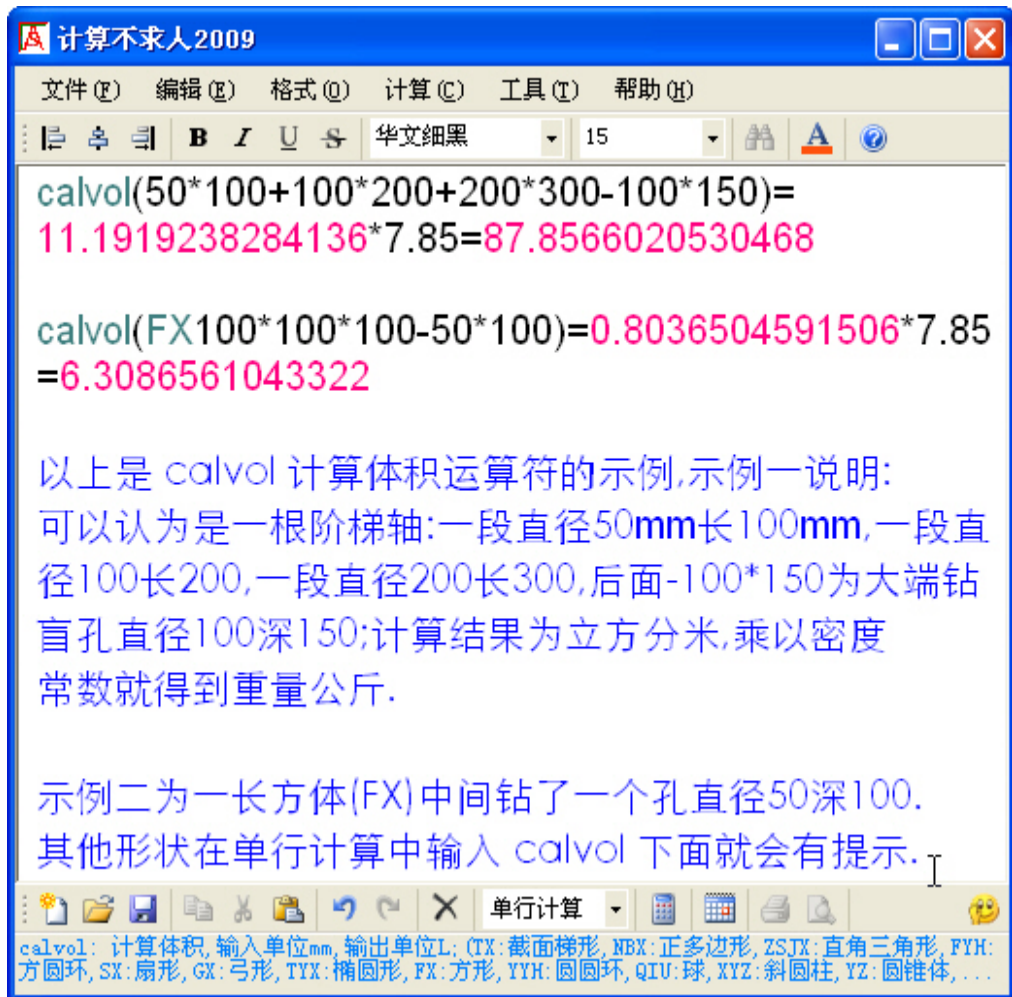 计算不求人2009
文件(F) 编辑(E) 格式(O) 计算(C) 工具(T) 帮助(H)
B I U S 华文细黑 15 A
calvol(50*100+100*200+200*300-100*150)=
11.1919238284136*7.85=87.8566020530468
calvol(FX100*100*100-50*100)=0.8036504591506*7.85
=6.3086561043322
以上是 calvol 计算体积运算符的示例,示例一说明:
可以认为是一根阶梯轴:一段直径50mm长100mm,一段直
径100长200,一段直径200长300,后面-100*150为大端钻
盲孔直径100深150;计算结果为立方分米,乘以密度
常数就得到重量公斤.
示例二为一长方体(FX)中间钻了一个孔直径50深100.
其他形状在单行计算中输入 calvol 下面就会有提示.
单行计算
calvol: 计算体积,输入单位mm,输出单位L;(TX:截面梯形,NBX:正多边形,ZSJX:直角三角形,FYH:
方圆环,SX:扇形,GX:弓形,TYX:椭圆形,FX:方形,YYH:圆圆环,QIU:球,XYZ:斜圆柱,YZ:圆锥体,...